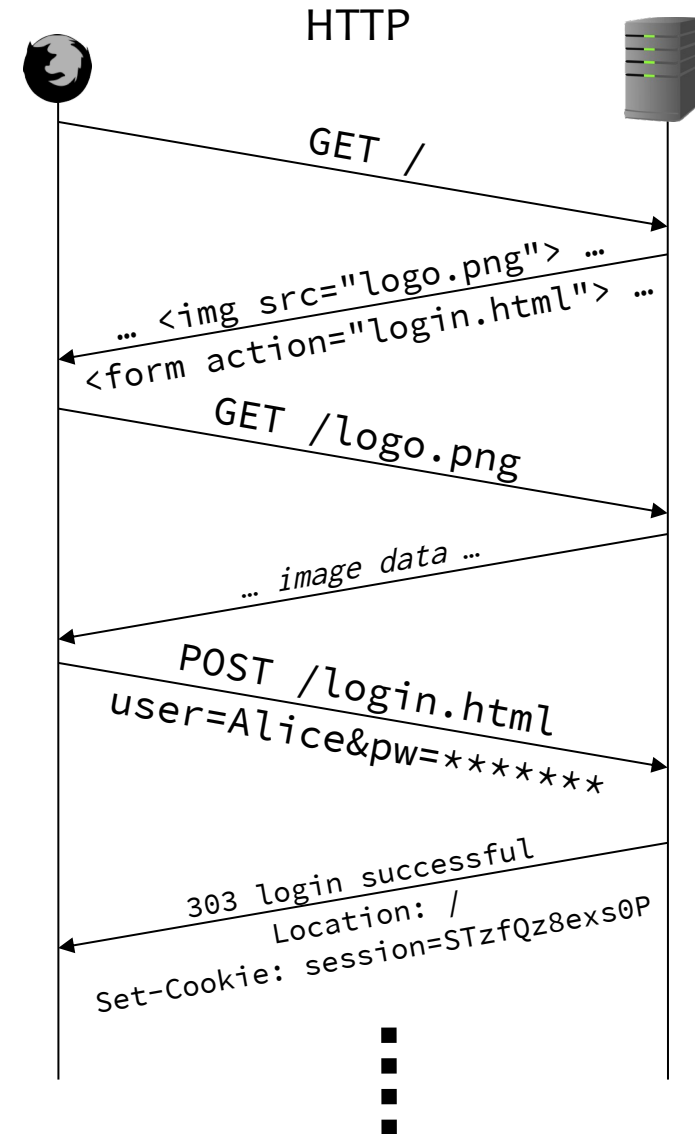 HTTP
GET /
… <img src="logo.png"> …
<form action="login.html"> …
GET /logo.png
… image data …
POST /login.html
user=Alice&pw=*******
303 login successful
Location: /
Set-Cookie: session=STzfQz8exs0P